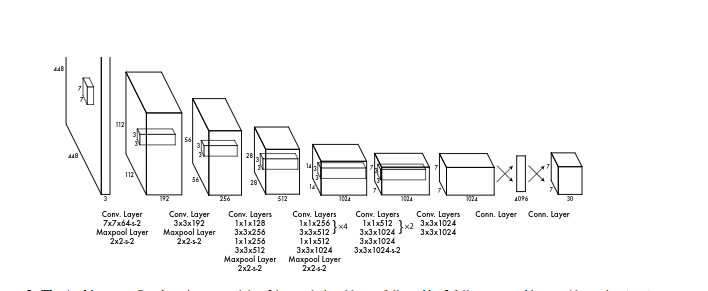 448
448
7
7
3
112
112
3
3
192
56
56
3
3
256
28
28
3
3
512
14
14
3
3
1024
7
7
3
3
1024
7
7
1024
4096
7
7
30
Conv. Layer
7x7x64-s-2
Maxpool Layer
2x2-s-2
Conv. Layer
3x3x192
Maxpool Layer
2x2-s-2
Conv. Layers
1x1x128
3x3x256
1x1x256
3x3x512
Maxpool Layer
2x2-s-2
Conv. Layers
1x1x256
3x3x512
}×4
1x1x512
3x3x1024
Maxpool Layer
2x2-s-2
Conv. Layers
1x1x512
3x3x1024
}×2
3x3x1024
3x3x1024-s-2
Conv. Layers
3x3x1024
3x3x1024
Conn. Layer
Conn. Layer